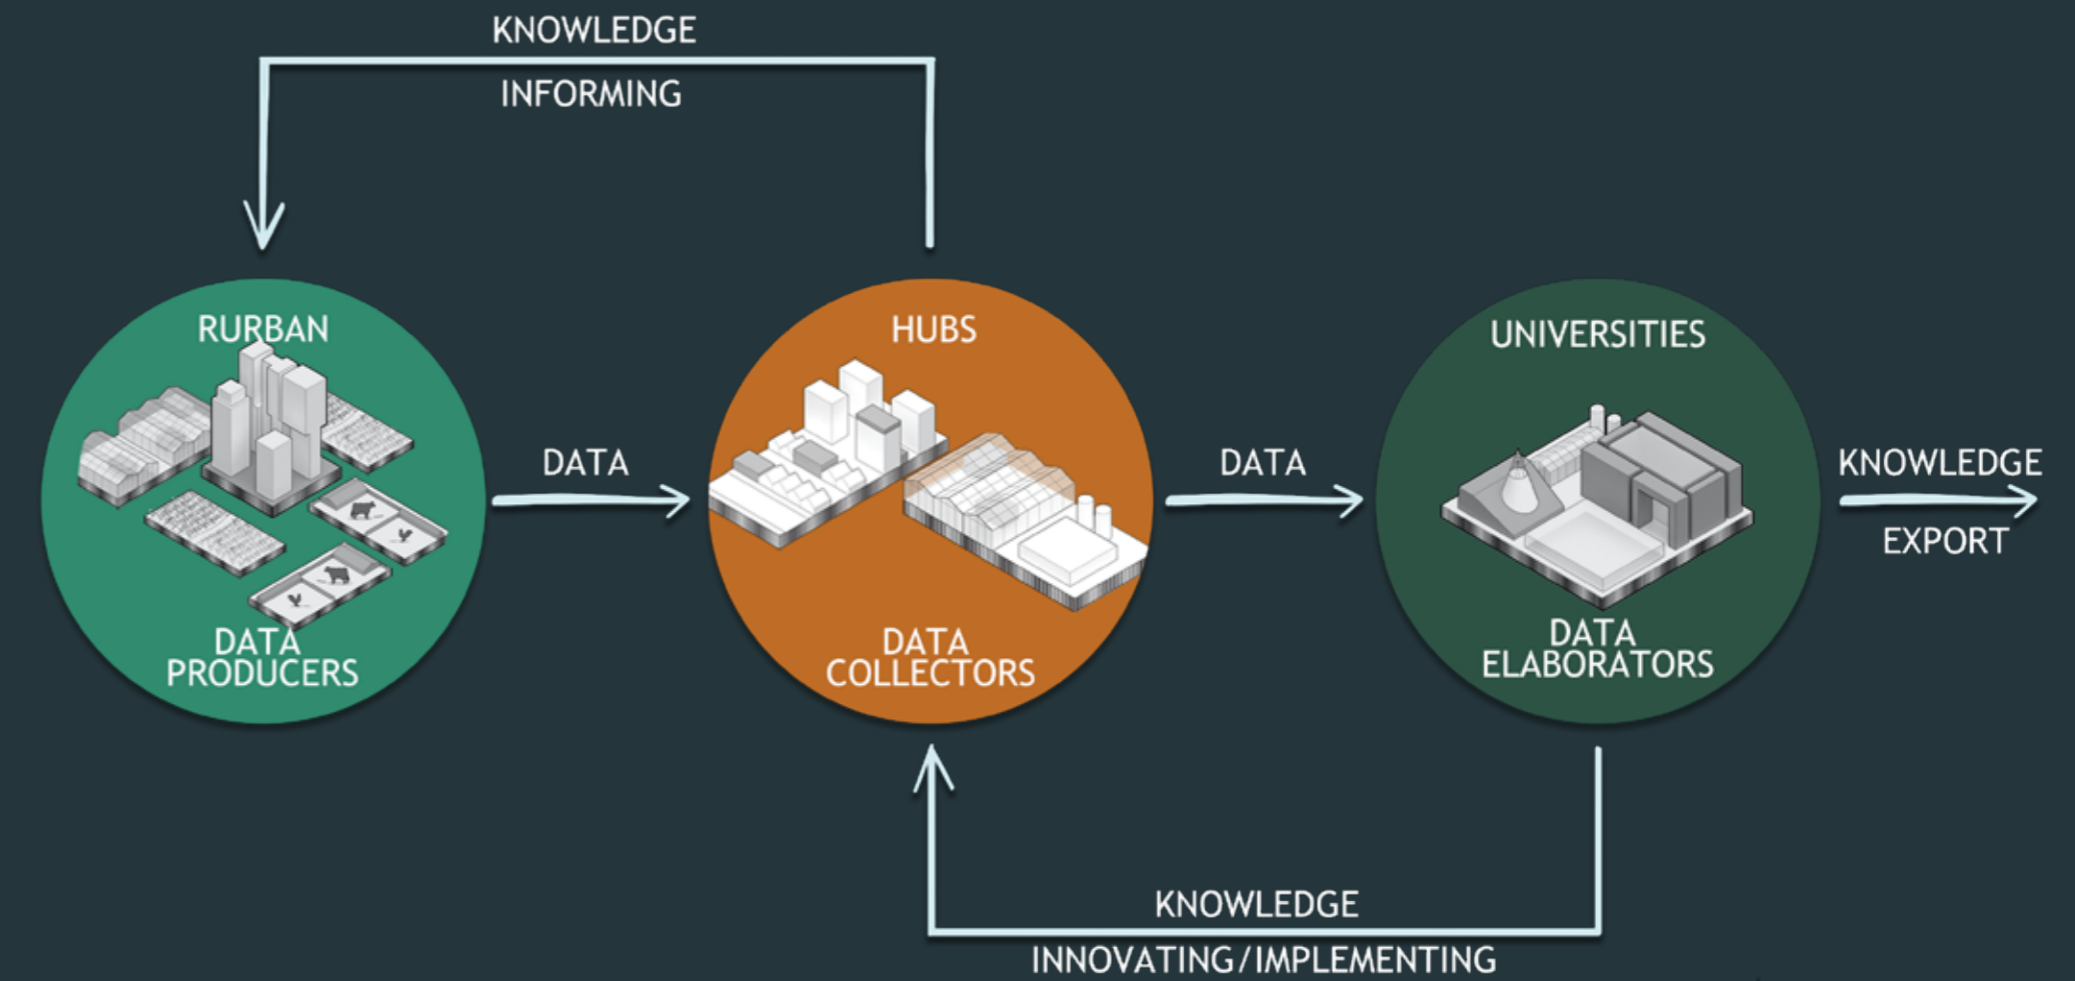 KNOWLEDGE
INFORMING
RURBAN
DATA
PRODUCERS
DATA
HUBS
DATA
COLLECTORS
DATA
UNIVERSITIES
DATA
ELABORATORS
KNOWLEDGE
EXPORT
KNOWLEDGE
INNOVATING/IMPLEMENTING